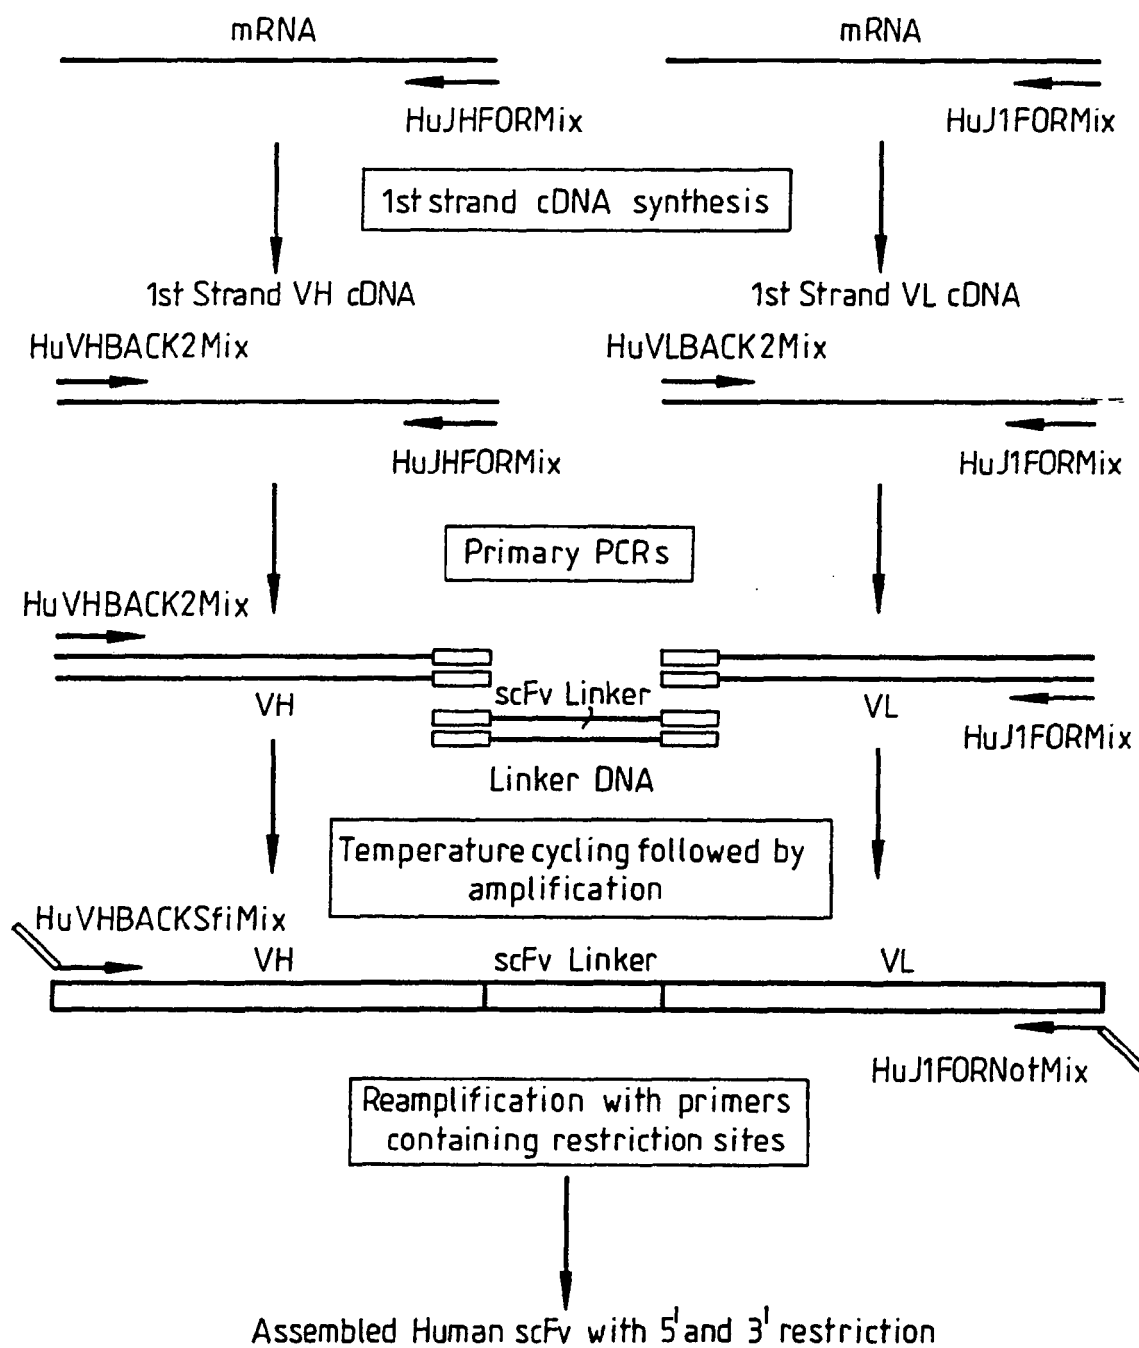 mRNA
mRNA
HuJHFORMix
HuJ1FORMix
1st strand cDNA synthesis
1st Strand VH cDNA
1st Strand VL cDNA
HuVHBACK2Mix
HuVLBACK2Mix
HuJHFORMix
HuJ1FORMix
Primary PCRs
HuVHBACK2Mix
VH
scFv Linker
VL
HuJ1FORMix
Linker DNA
Temperature cycling followed by
amplification
HuVHBACKSfiMix
VH
scFv Linker
VL
HuJ1FORNotMix
Reamplification with primers
containing restriction sites
Assembled Human scFv with 5' and 3' restriction